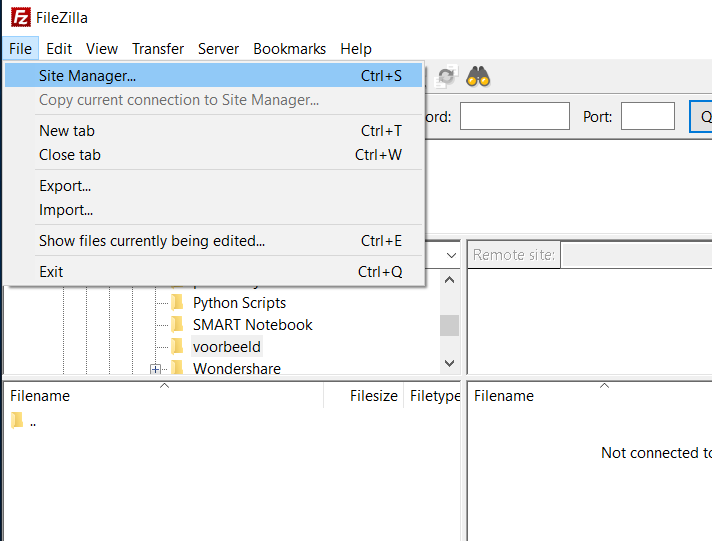 FileZilla
File Edit View Transfer Server Bookmarks Help
Site Manager... Ctrl+S
Copy current connection to Site Manager...
ord: Port: Q
New tab Ctrl+T
Close tab Ctrl+W
Export...
Import...
Show files currently being edited... Ctrl+E
Remote site:
Exit Ctrl+Q
Python Scripts
SMART Notebook
voorbeeld
Wondershare
Filename Filesize Filetype Filename
..
Not connected to